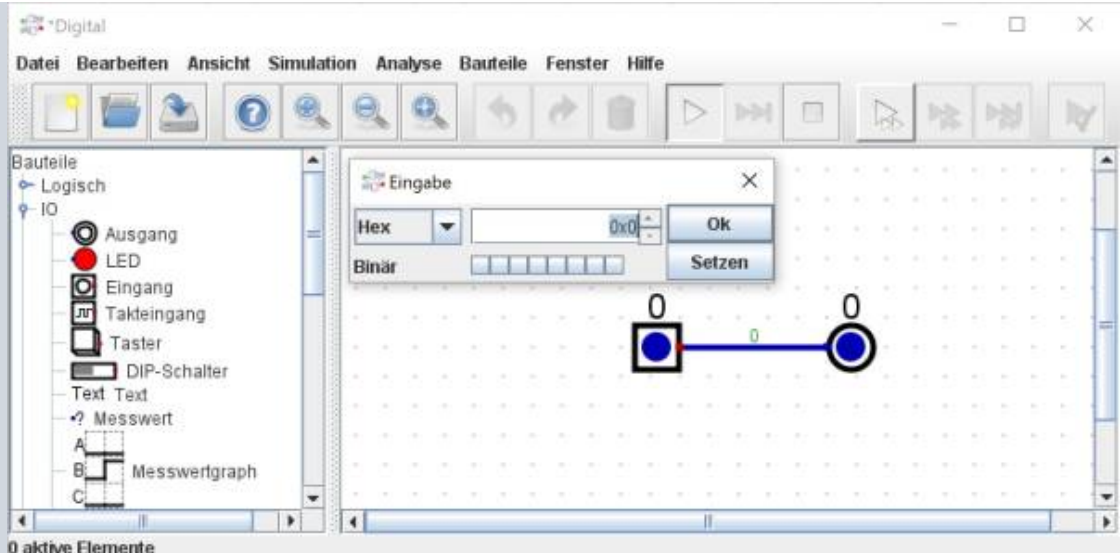 *Digital
Datei Bearbeiten Ansicht Simulation Analyse Bauteile Fenster Hilfe
Bauteile
Logisch
IO
Ausgang
LED
Eingang
Takteingang
Taster
DIP-Schalter
Text Text
? Messwert
A
B Messwertgraph
C
Eingabe
Hex 0x0 Ok
Binär Setzen
0 0
0
0 aktive Elemente